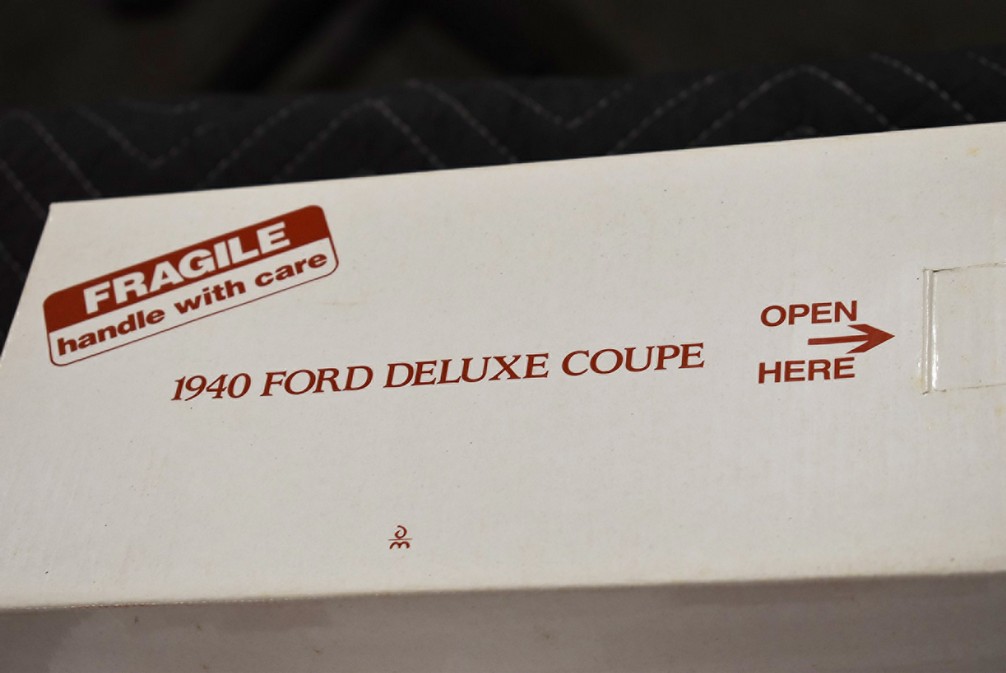 FRAGILE
handle with care
1940 FORD DELUXE COUPE
OPEN
HERE